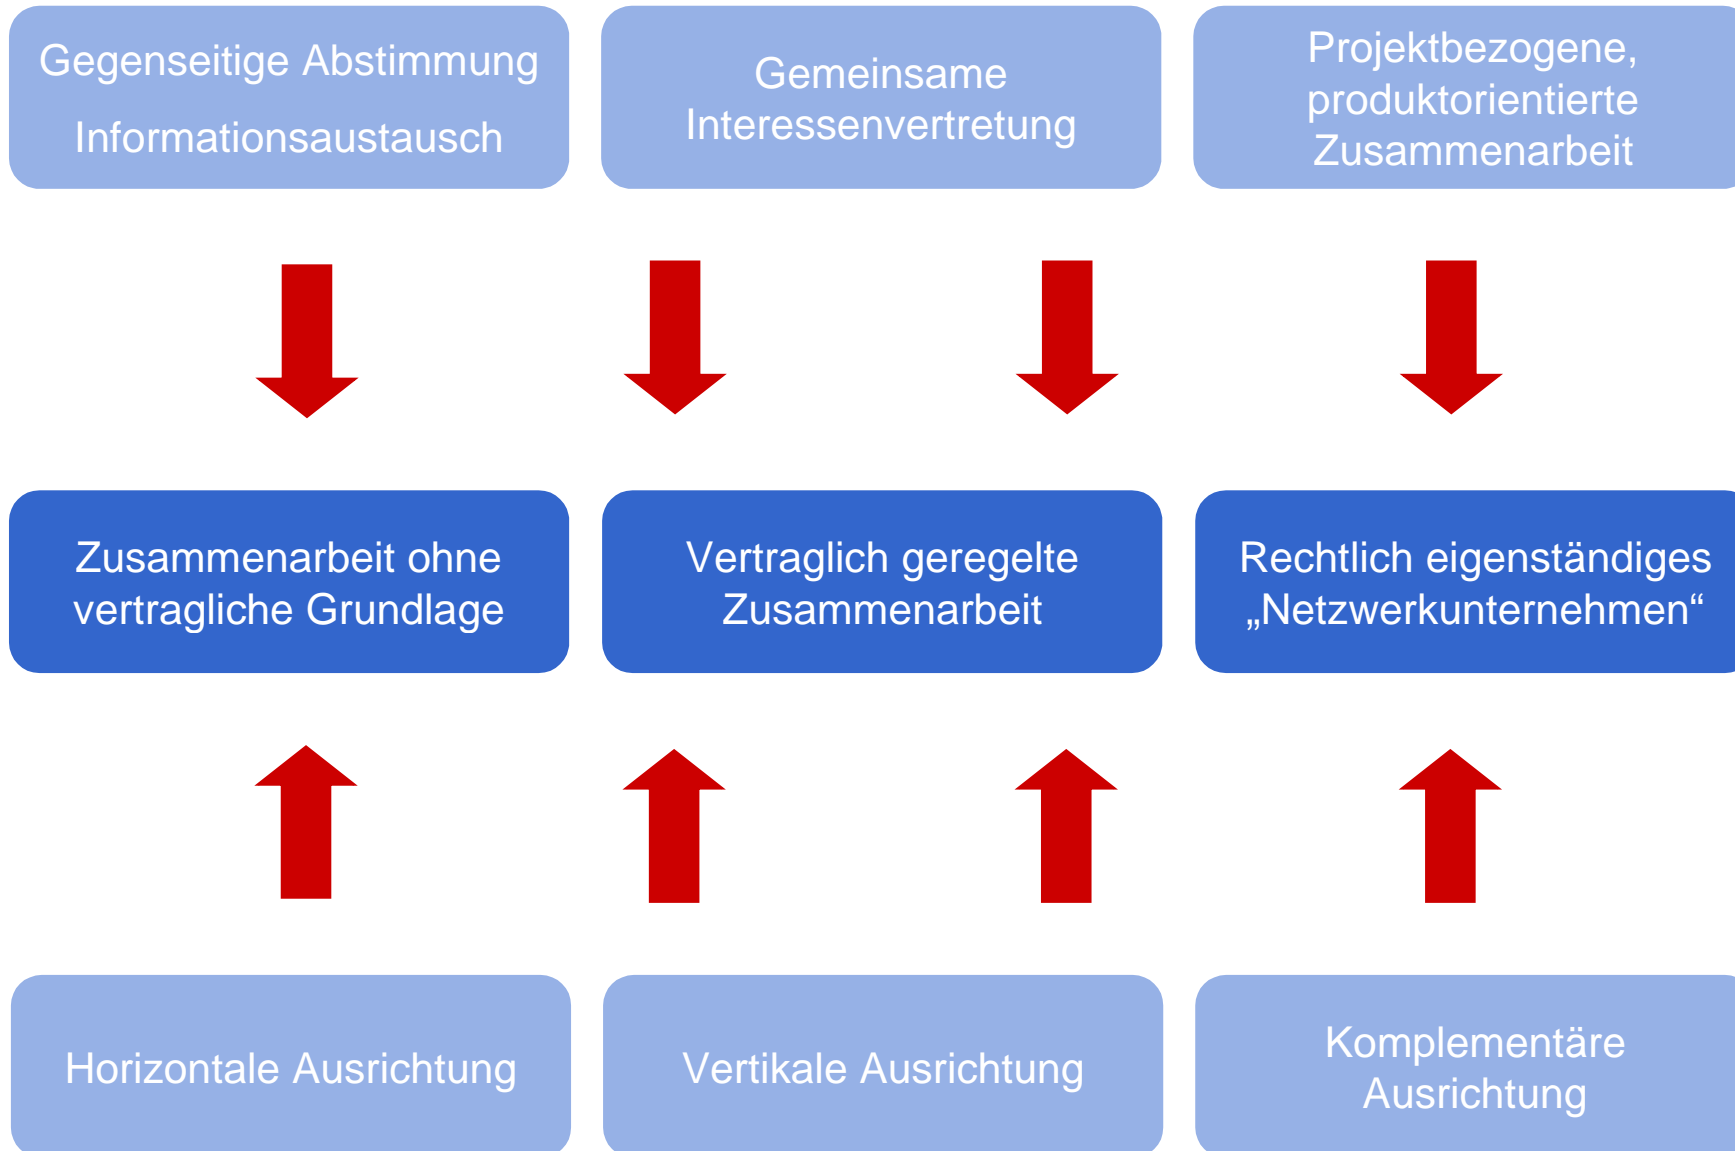 Gegenseitige Abstimmung
Informationsaustausch
Gemeinsame
Interessenvertretung
Projektbezogene,
produktorientierte
Zusammenarbeit
Zusammenarbeit ohne
vertragliche Grundlage
Vertraglich geregelte
Zusammenarbeit
Rechtlich eigenständiges
„Netzwerkunternehmen“
Horizontale Ausrichtung
Vertikale Ausrichtung
Komplementäre
Ausrichtung